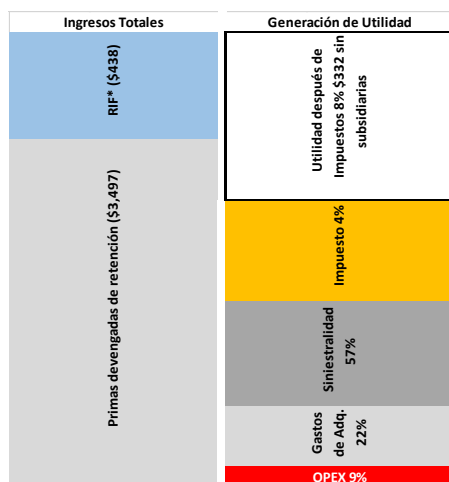 Ingresos Totales
Generación de Utilidad
RIF* ($438)
Primas devengadas de retención ($3,497)
Utilidad después de
Impuestos 8% $332 sin
subsidiarias
Impuesto 4%
Siniestralidad
57%
Gastos
de Adq.
22%
OPEX 9%